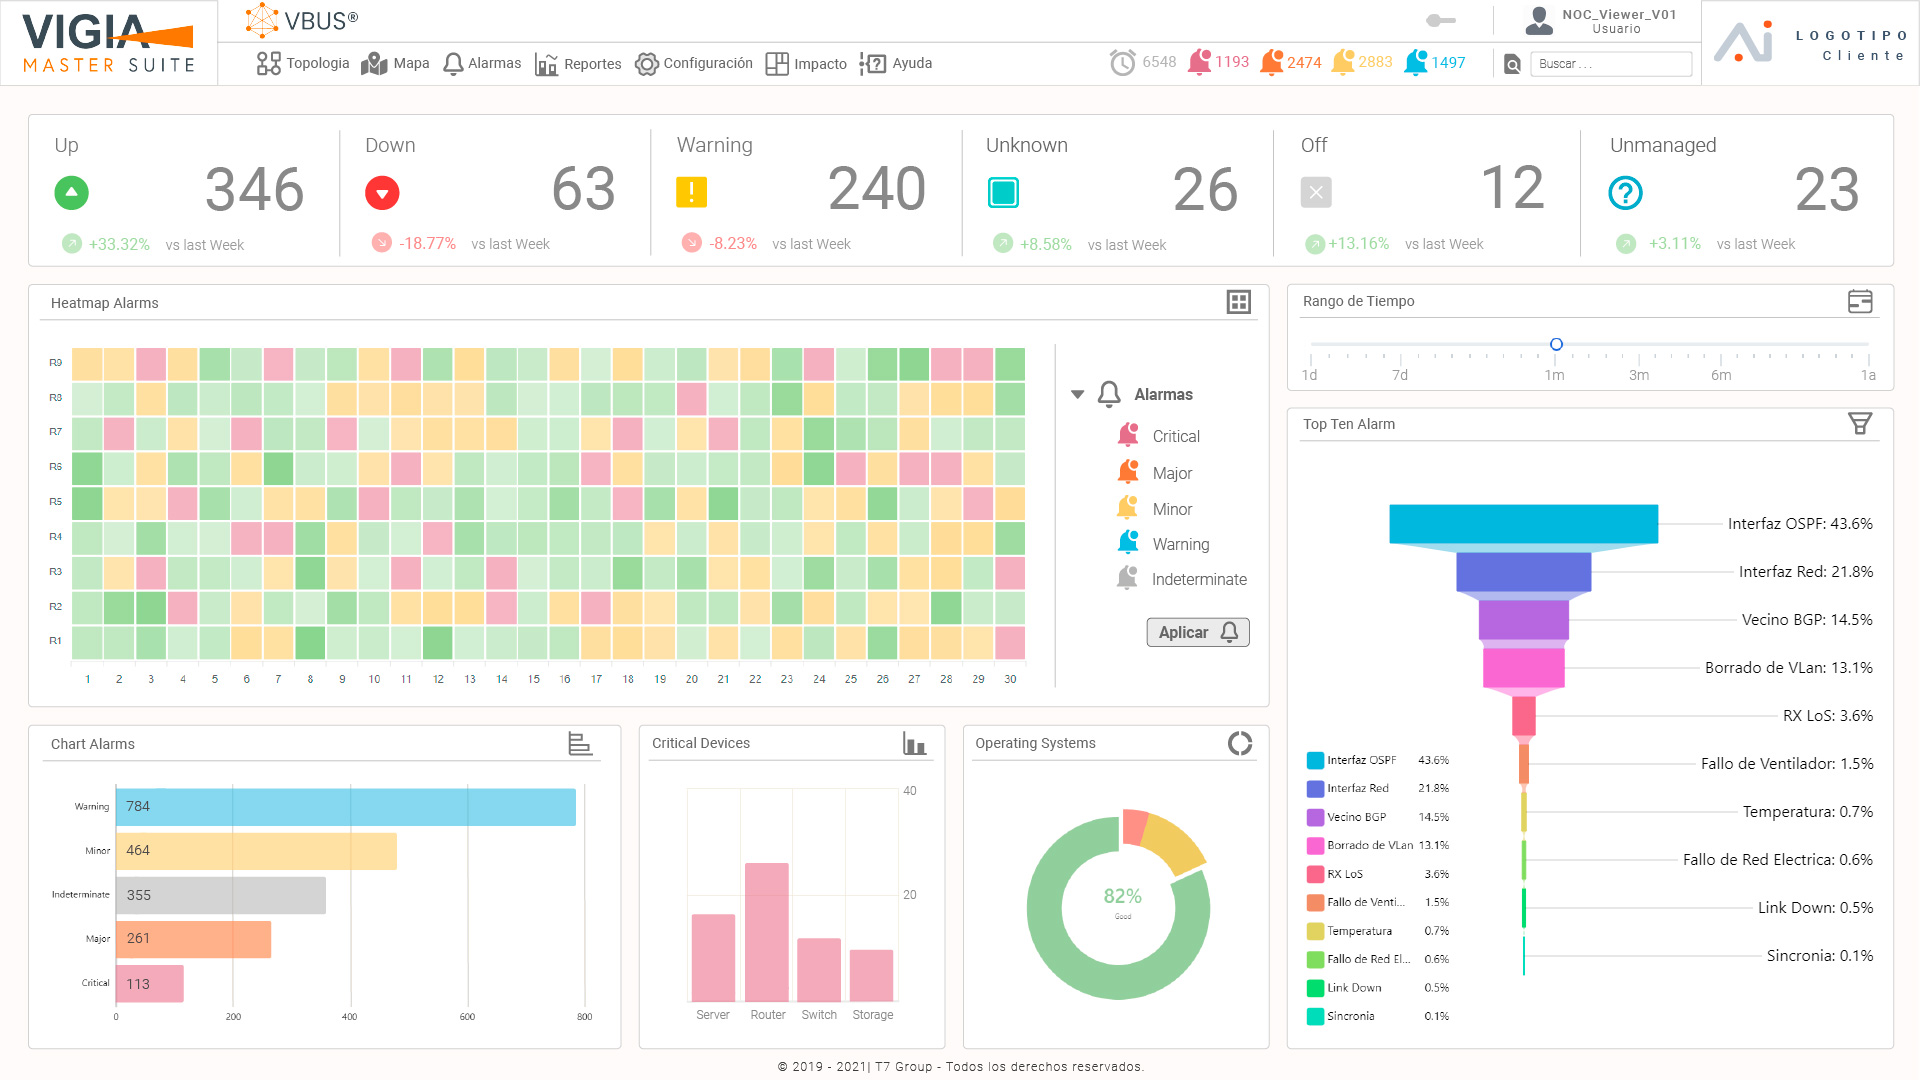 VIGIA
MASTER SUITE
VBUS®
NOC_Viewer_V01
Usuario
LOGOTIPO
Cliente
Topologia
Mapa
Alarmas
Reportes
Configuración
Impacto
Ayuda
6548
1193
2474
2883
1497
Buscar . . .
Up
346
+33.32% vs last Week
Down
63
-18.77% vs last Week
Warning
240
-8.23% vs last Week
Unknown
26
+8.58% vs last Week
Off
12
+13.16% vs last Week
Unmanaged
23
+3.11% vs last Week
Heatmap Alarms
R9
R8
R7
R6
R5
R4
R3
R2
R1
1 2 3 4 5 6 7 8 9 10 11 12 13 14 15 16 17 18 19 20 21 22 23 24 25 26 27 28 29 30
Alarmas
Critical
Major
Minor
Warning
Indeterminate
Aplicar
Rango de Tiempo
1d 7d 1m 3m 6m 1a
Top Ten Alarm
Interfaz OSPF: 43.6%
Interfaz Red: 21.8%
Vecino BGP: 14.5%
Borrado de VLan: 13.1%
RX LoS: 3.6%
Fallo de Ventilador: 1.5%
Temperatura: 0.7%
Fallo de Red Electrica: 0.6%
Link Down: 0.5%
Sincronia: 0.1%
Interfaz OSPF 43.6%
Interfaz Red 21.8%
Vecino BGP 14.5%
Borrado de VLan 13.1%
RX LoS 3.6%
Fallo de Venti... 1.5%
Temperatura 0.7%
Fallo de Red El... 0.6%
Link Down 0.5%
Sincronia 0.1%
Chart Alarms
Warning 784
Minor 464
Indeterminate 355
Major 261
Critical 113
0 200 400 600 800
Critical Devices
40
20
Server Router Switch Storage
Operating Systems
82%
Good
© 2019 - 2021| T7 Group - Todos los derechos reservados.